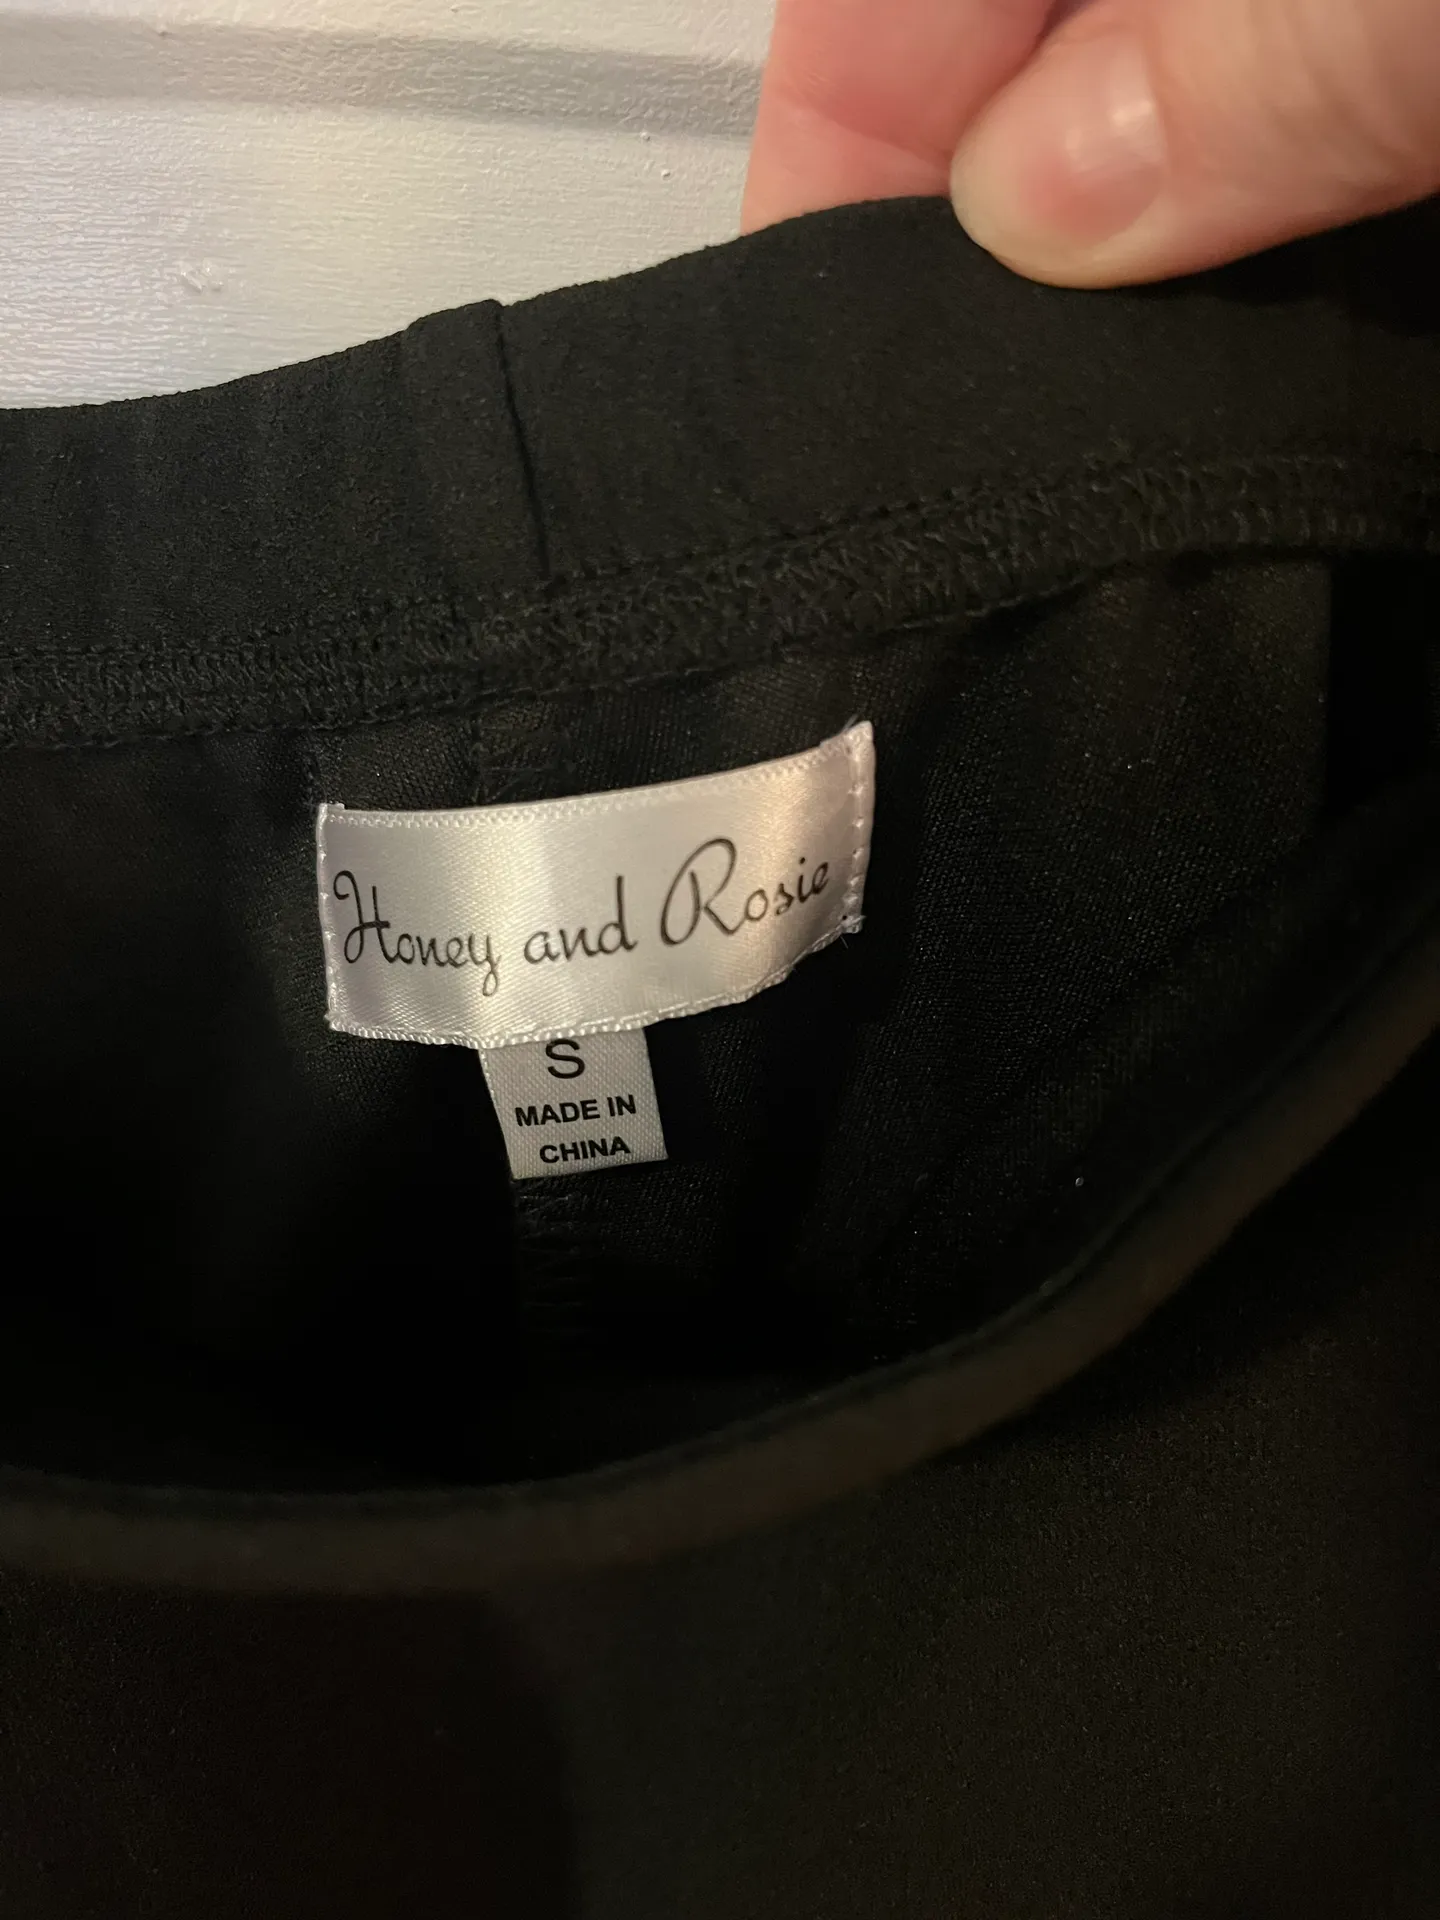 Honey and Rosie
S
MADE IN
CHINA